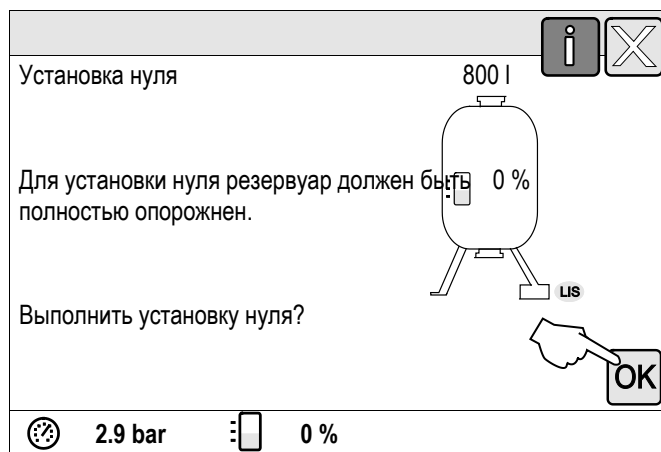 i
Установка нуля 800 l
Для установки нуля резервуар должен быть 0 %
полностью опорожнен.
LIS
Выполнить установку нуля?
OK
2.9 bar 0 %